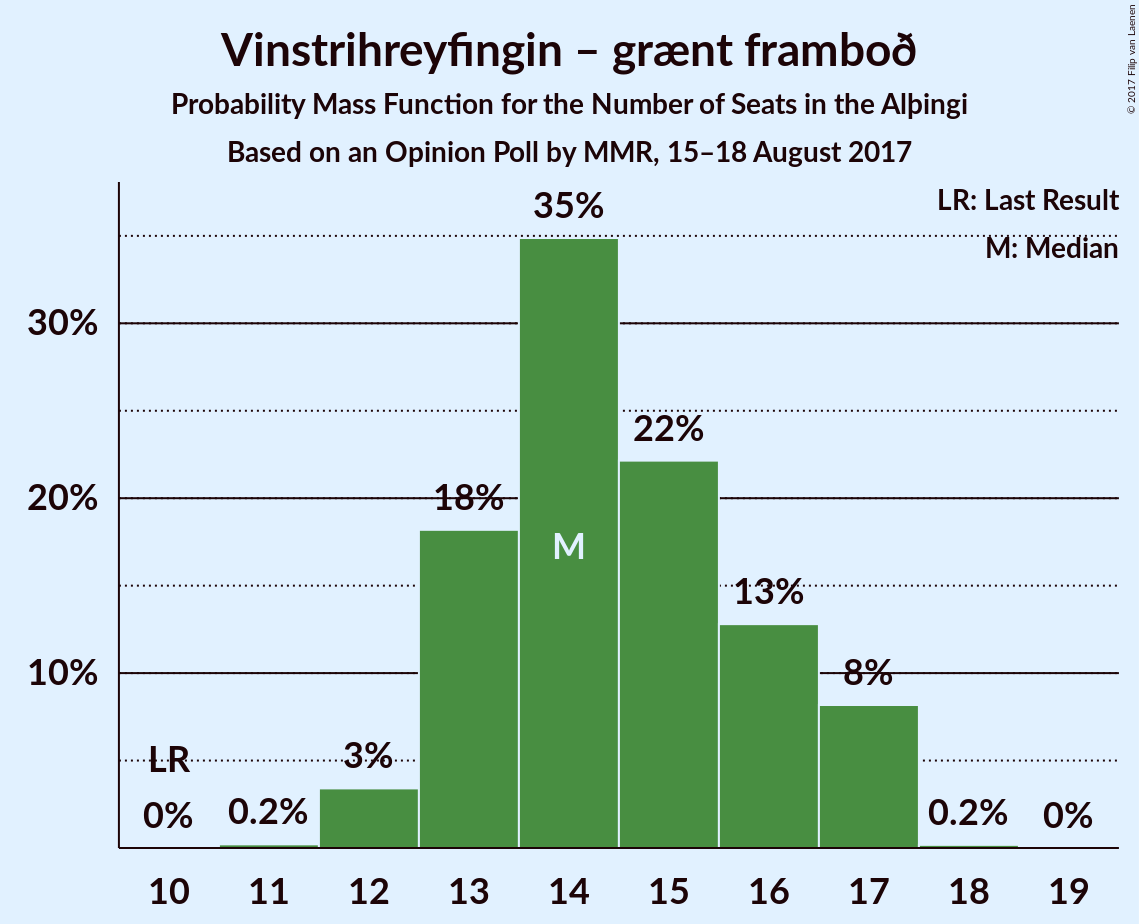 Vinstrihreyfingin – grænt framboð
Probability Mass Function for the Number of Seats in the Alþingi
Based on an Opinion Poll by MMR, 15–18 August 2017
© 2017 Filip van Laenen
LR: Last Result
M: Median
35%
30%
22%
20%
18%
M
13%
10%
8%
LR
3%
0%
0.2%
0.2%
0%
10 11 12 13 14 15 16 17 18 19